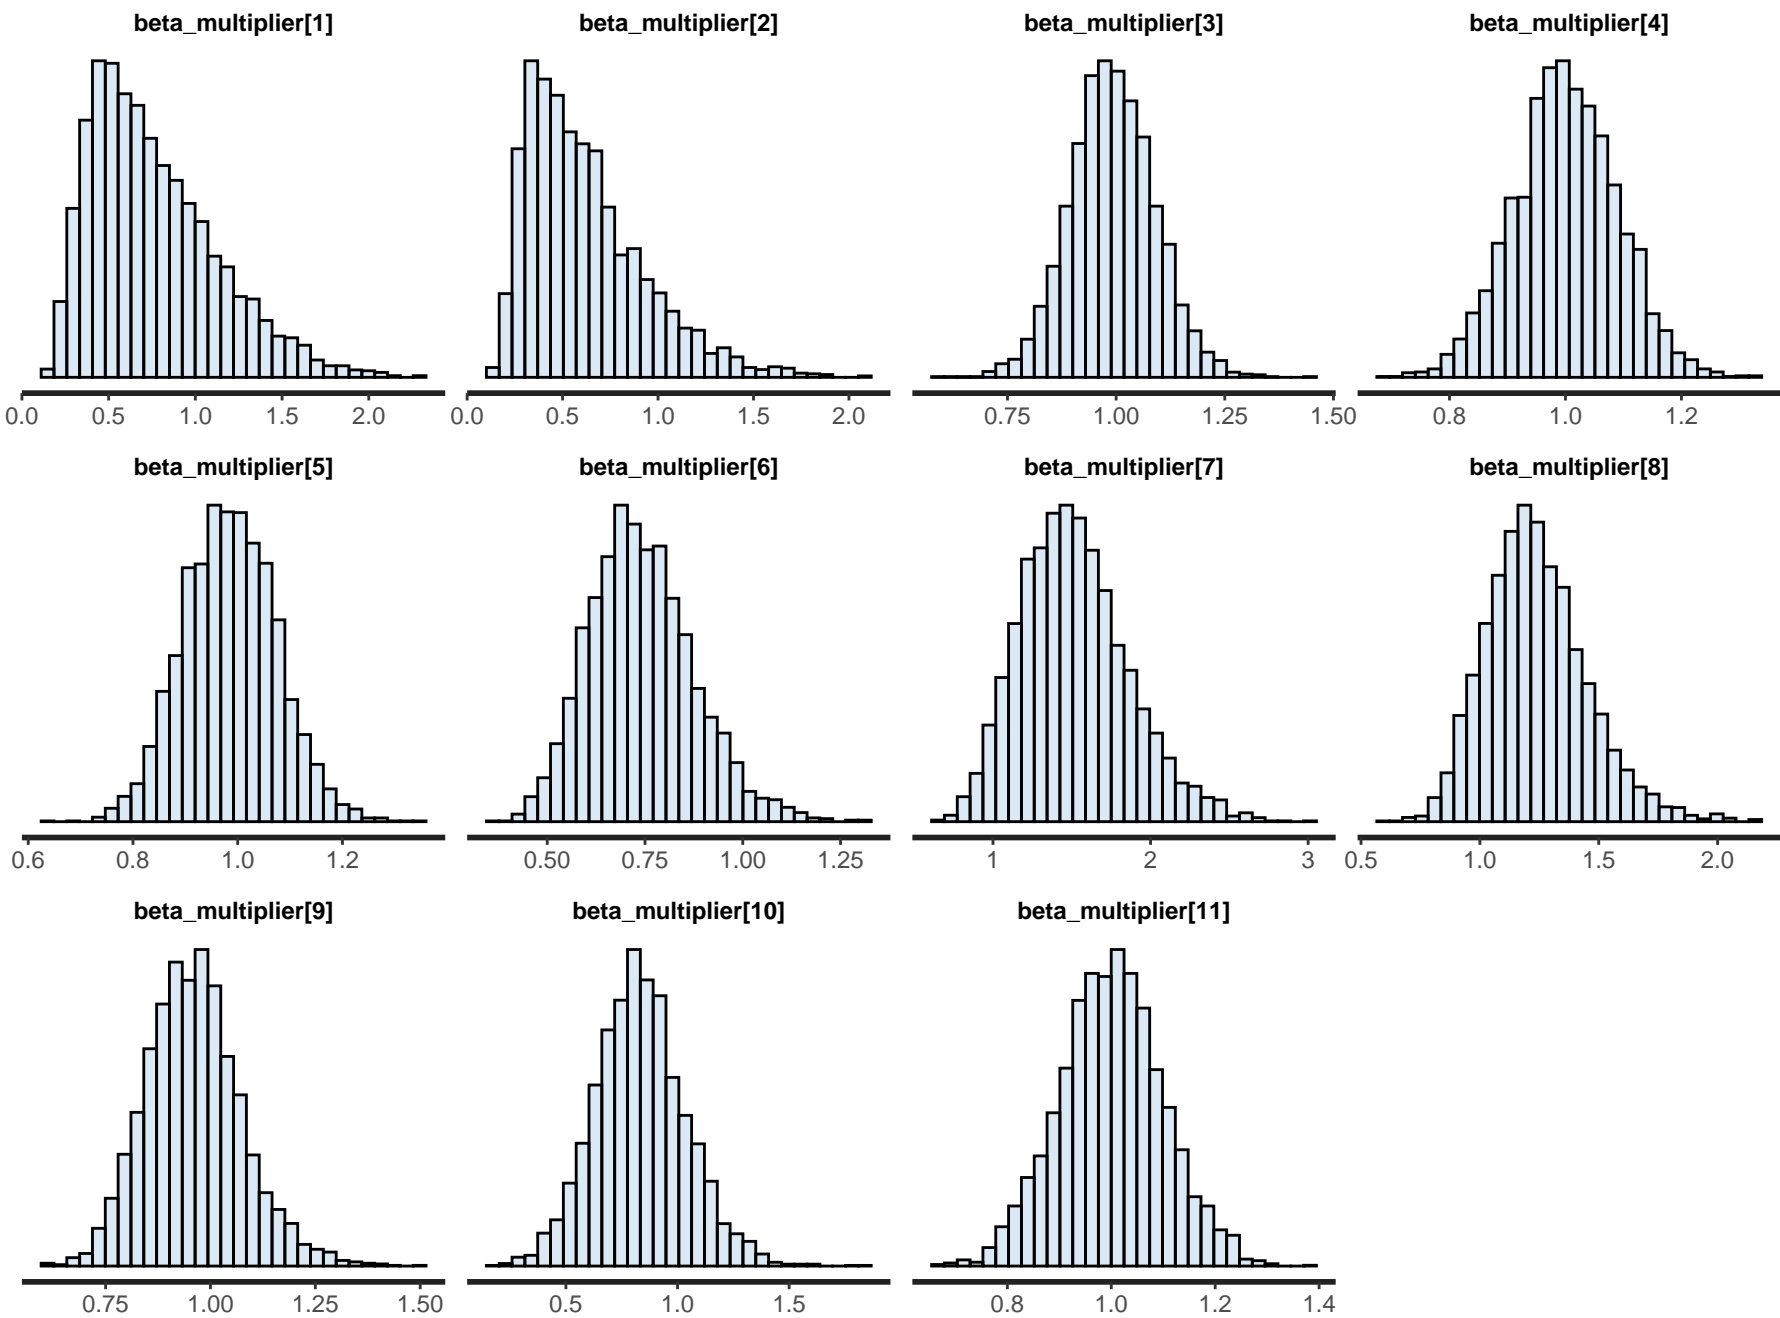 beta_multiplier[1] beta_multiplier[2] beta_multiplier[3] beta_multiplier[4]
0.0 0.5 1.0 1.5 2.0 0.0 0.5 1.0 1.5 2.0 0.75 1.00 1.25 1.50 0.8 1.0 1.2
beta_multiplier[5] beta_multiplier[6] beta_multiplier[7] beta_multiplier[8]
0.6 0.8 1.0 1.2 0.50 0.75 1.00 1.25 1 2 3 0.5 1.0 1.5 2.0
beta_multiplier[9] beta_multiplier[10] beta_multiplier[11]
0.75 1.00 1.25 1.50 0.5 1.0 1.5 0.8 1.0 1.2 1.4